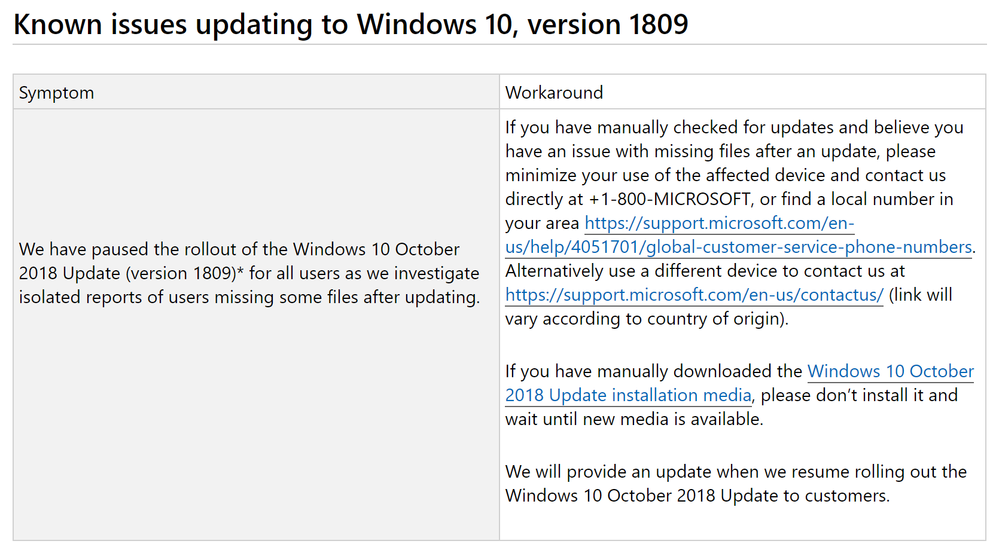 Known issues updating to Windows 10, version 1809
Symptom
Workaround
We have paused the rollout of the Windows 10 October
2018 Update (version 1809)* for all users as we investigate
isolated reports of users missing some files after updating.
If you have manually checked for updates and believe you
have an issue with missing files after an update, please
minimize your use of the affected device and contact us
directly at +1-800-MICROSOFT, or find a local number in
your area https://support.microsoft.com/en-
us/help/4051701/global-customer-service-phone-numbers.
Alternatively use a different device to contact us at
https://support.microsoft.com/en-us/contactus/ (link will
vary according to country of origin).
If you have manually downloaded the Windows 10 October
2018 Update installation media, please don’t install it and
wait until new media is available.
We will provide an update when we resume rolling out the
Windows 10 October 2018 Update to customers.